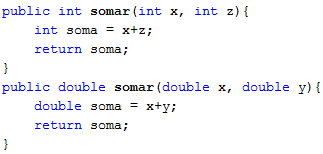 public int somar(int x, int z){
    int soma = x+z;
    return soma;
}
public double somar(double x, double y){
    double soma = x+y;
    return soma;
}